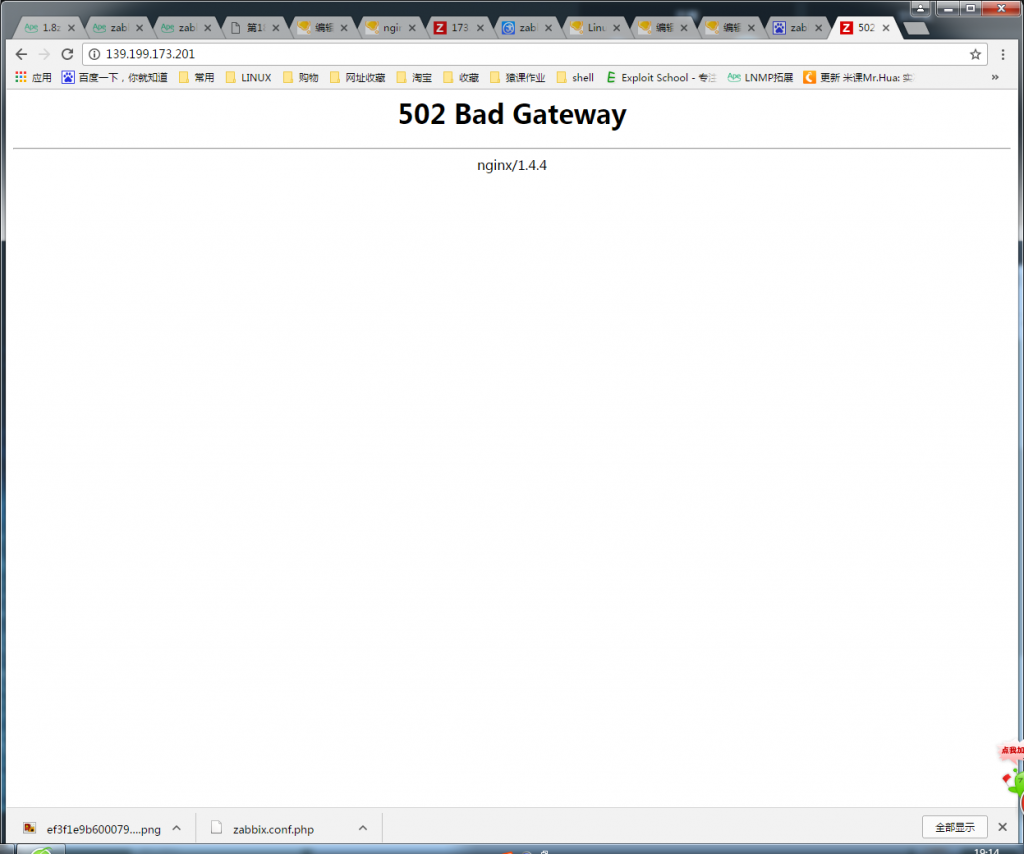 1.8z
zab
zab
第1
编辑
ngi
173
zab
Linu
编辑
编辑
zab
502
139.199.173.201
应用
百度一下，你就知道
常用
LINUX
购物
网址收藏
淘宝
收藏
猿课作业
shell
Exploit School - 专注
LNMP拓展
更新 米课Mr.Hua: 实
502 Bad Gateway
nginx/1.4.4
点我加
ef3f1e9b600079....png
zabbix.conf.php
全部显示
19:14